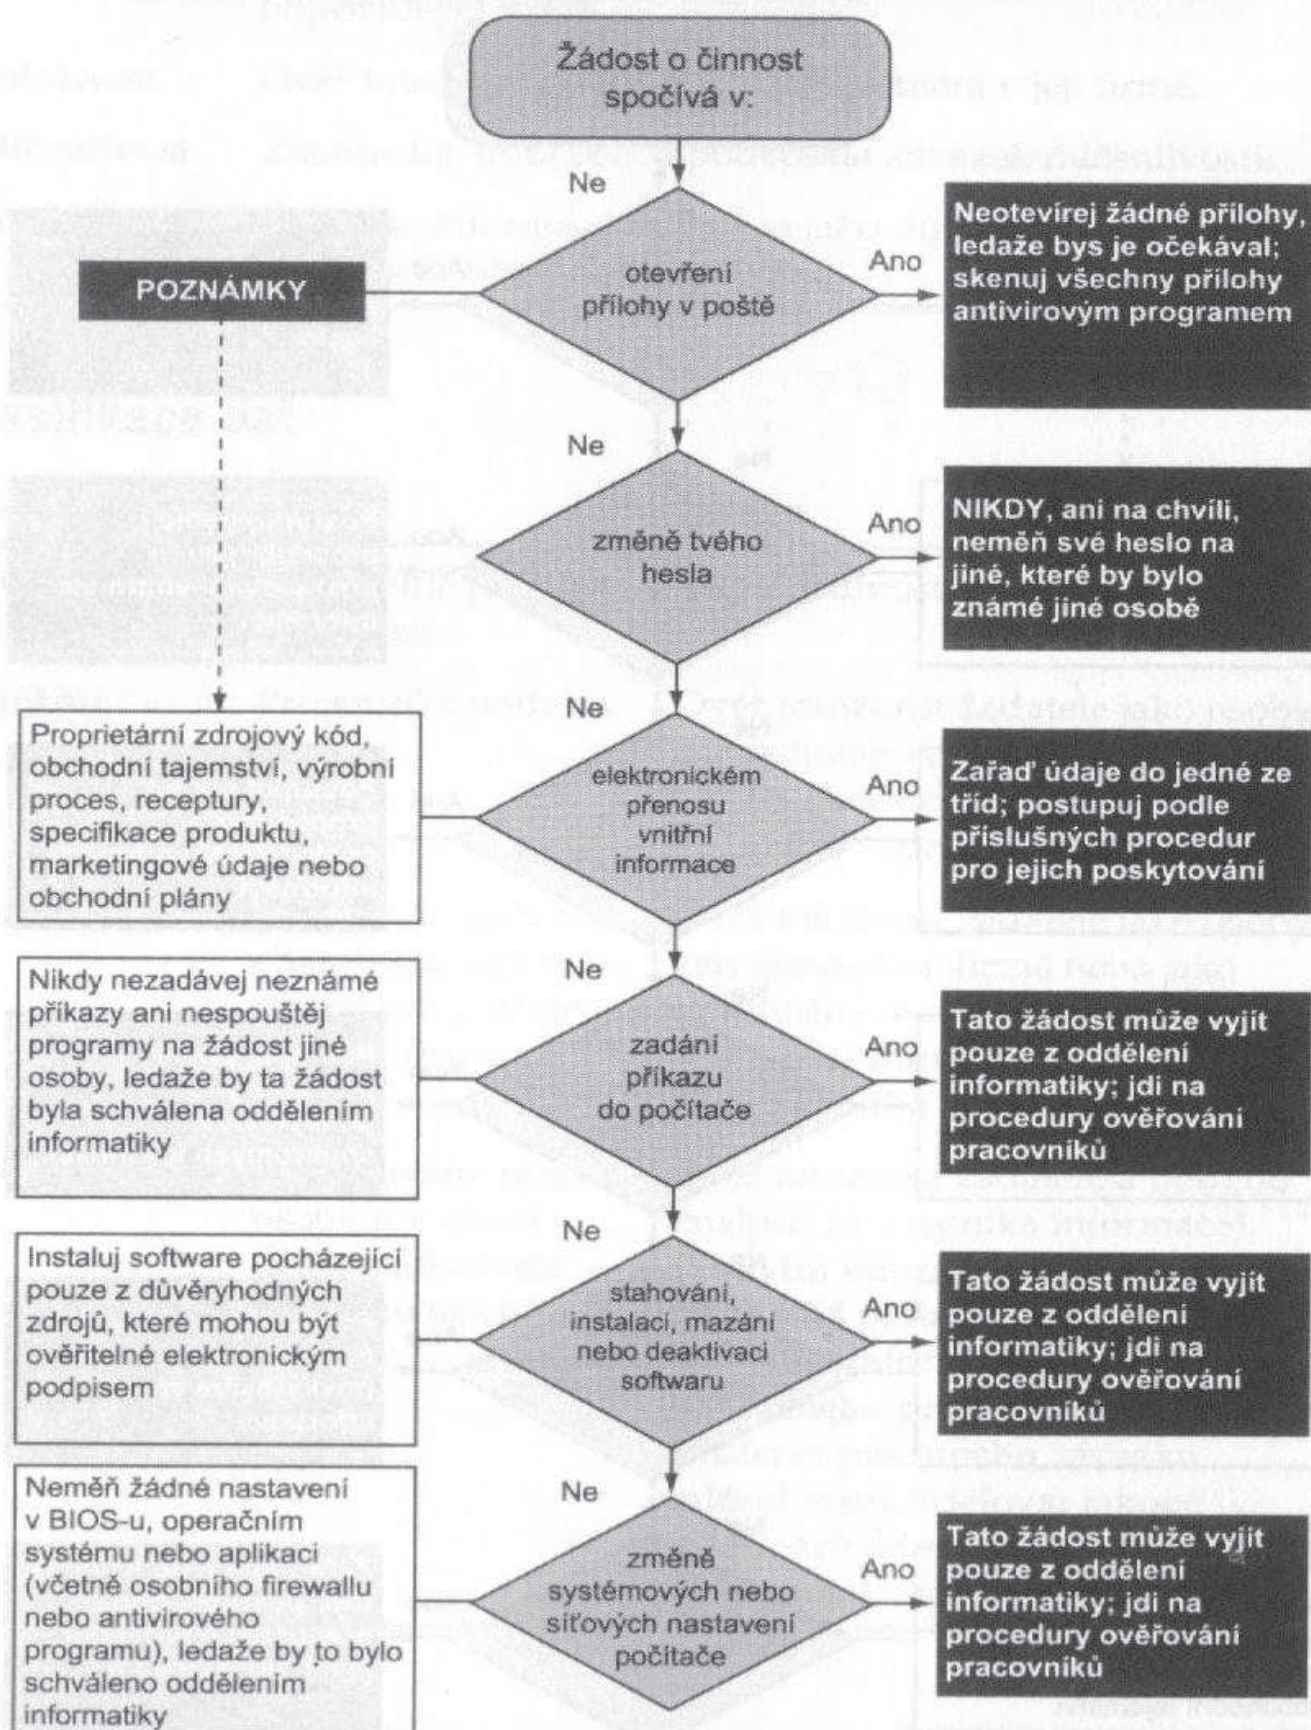 Žádost o činnost
spočívá v:
Ne
otevření
přílohy v poště
Ano
Neotevírej žádné přílohy,
ledaže bys je očekával;
skenuj všechny přílohy
antivirovým programem
POZNÁMKY
Ne
změně tvého
hesla
Ano
NIKDY, ani na chvíli,
neměň své heslo na
jiné, které by bylo
známé jiné osobě
Ne
Proprietární zdrojový kód,
obchodní tajemství, výrobní
proces, receptury,
specifikace produktu,
marketingové údaje nebo
obchodní plány
elektronickém
přenosu
vnitřní
informace
Ano
Zařaď údaje do jedné ze
tříd; postupuj podle
příslušných procedur
pro jejich poskytování
Ne
Nikdy nezadávej neznámé
příkazy ani nespouštěj
programy na žádost jiné
osoby, ledaže by ta žádost
byla schválena oddělením
informatiky
zadání
příkazu
do počítače
Ano
Tato žádost může vyjít
pouze z oddělení
informatiky; jdi na
procedury ověřování
pracovníků
Ne
Instaluj software pocházející
pouze z důvěryhodných
zdrojů, které mohou být
ověřitelné elektronickým
podpisem
stahování,
instalaci, mazání
nebo deaktivaci
softwaru
Ano
Tato žádost může vyjít
pouze z oddělení
informatiky; jdi na
procedury ověřování
pracovníků
Ne
Neměň žádné nastavení
v BIOS-u, operačním
systému nebo aplikaci
(včetně osobního firewallu
nebo antivirového
programu), ledaže by to bylo
schváleno oddělením
informatiky
změně
systémových nebo
síťových nastavení
počítače
Ano
Tato žádost může vyjít
pouze z oddělení
informatiky; jdi na
procedury ověřování
pracovníků